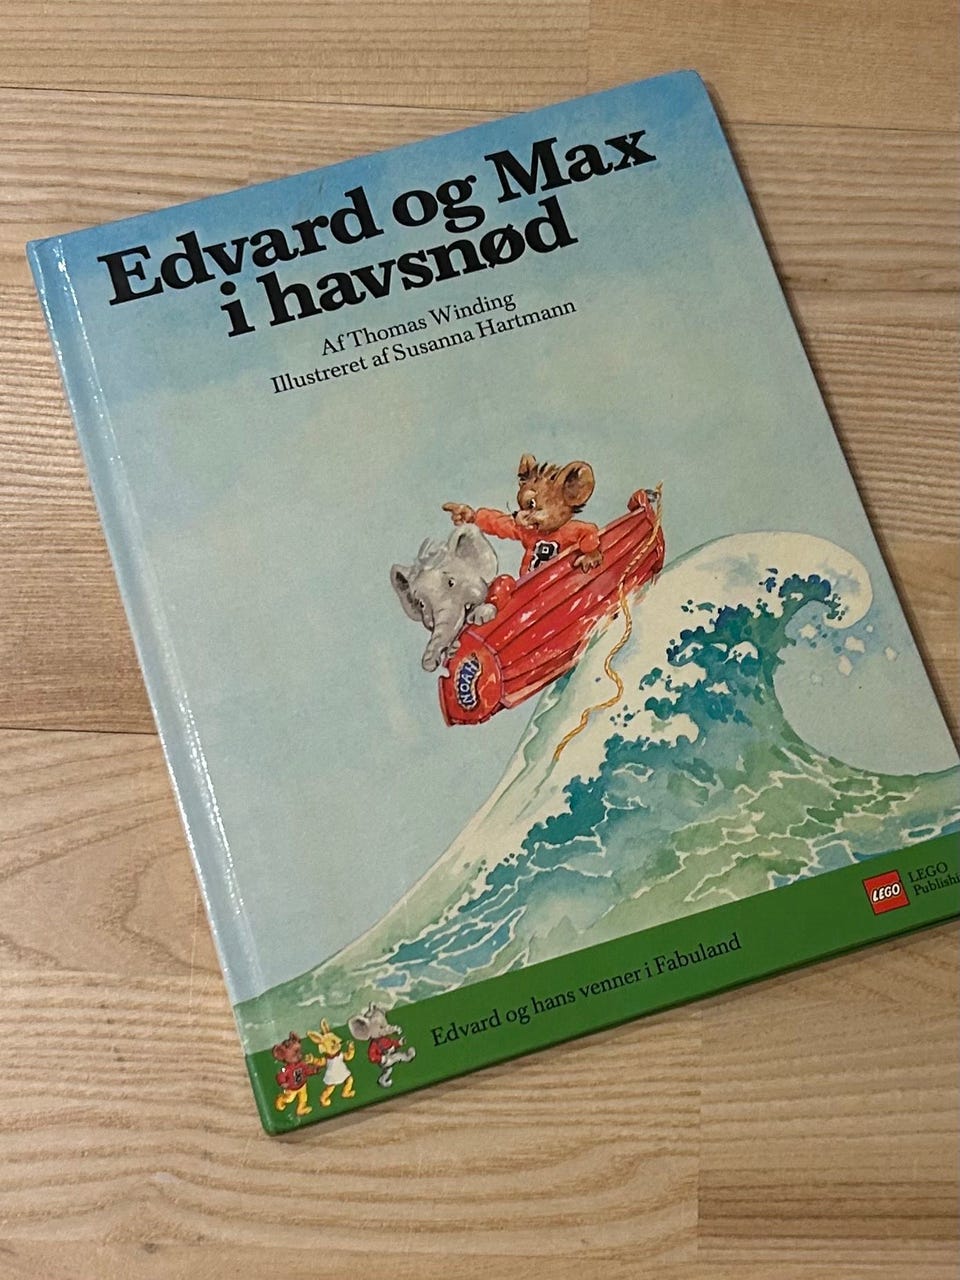 Edvard og Max
i havsnød
Af Thomas Winding
Illustreret af Susanna Hartmann
NOAH
LEGO
LEGO
Edvard og hans venner i Fabuland